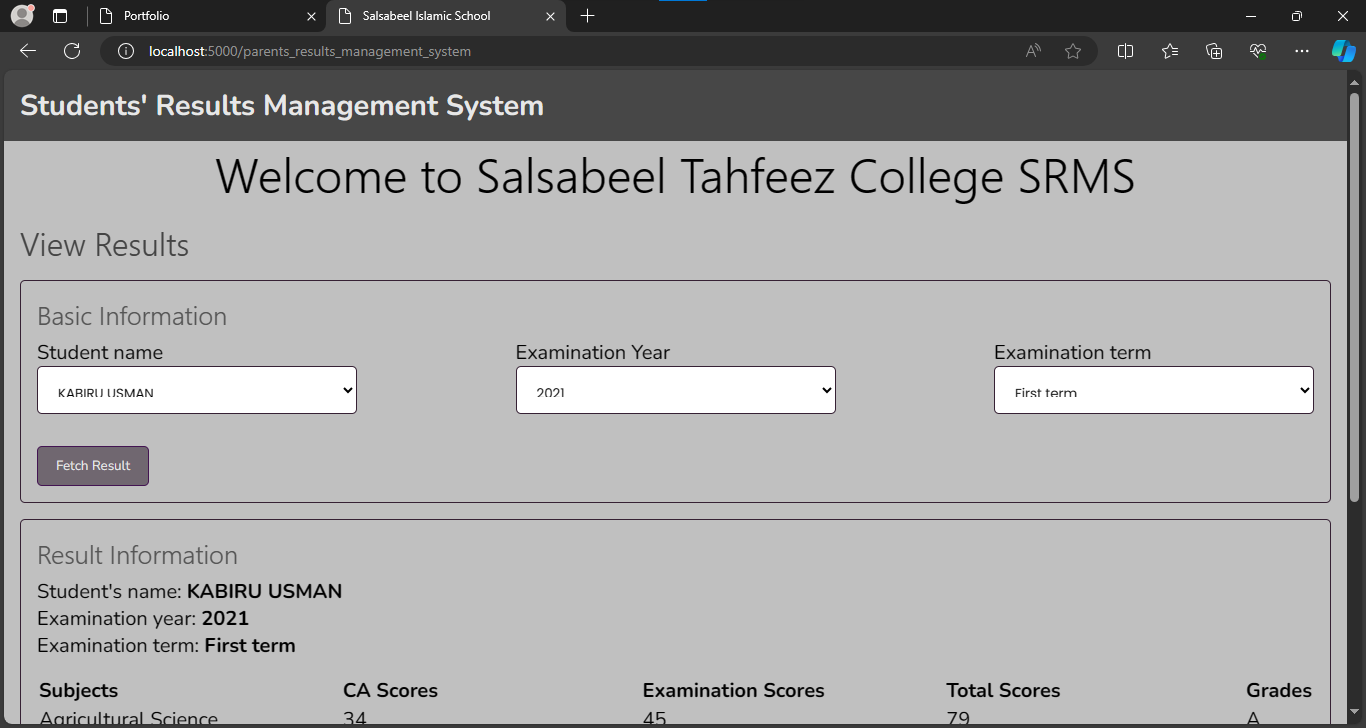 Portfolio
Salsabeel Islamic School
localhost:5000/parents_results_management_system
Students' Results Management System
Welcome to Salsabeel Tahfeez College SRMS
View Results
Basic Information
Student name Examination Year Examination term
KABIRU USMAN 2021 First term
Fetch Result
Result Information
Student's name: KABIRU USMAN
Examination year: 2021
Examination term: First term
Subjects CA Scores Examination Scores Total Scores Grades
Agricultural Science 34 45 79 A